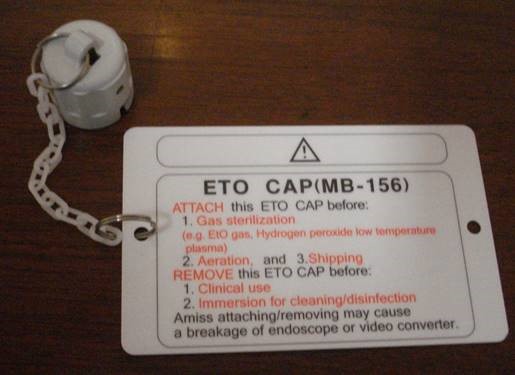 ETO CAP(MB-156)
ATTACH this ETO CAP before:
1. Gas sterilization
(e.g. EtO gas, Hydrogen peroxide low temperature
plasma)
2. Aeration, and 3.Shipping
REMOVE this ETO CAP before:
1. Clinical use
2. Immersion for cleaning/disinfection
Amiss attaching/removing may cause
a breakage of endoscope or video converter.